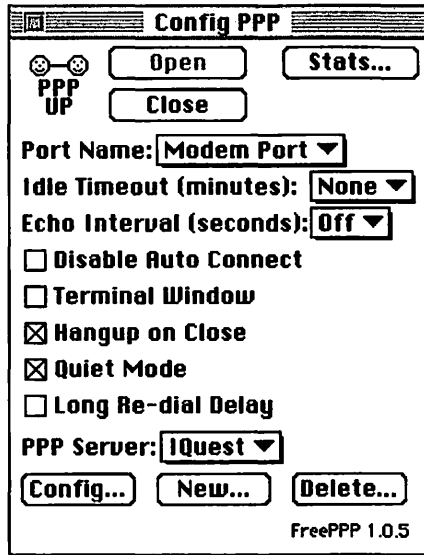 Config PPP
Open
Stats...
PPP
UP
Close
Port Name: Modem Port
Idle Timeout (minutes): None
Echo Interval (seconds): Off
Disable Auto Connect
Terminal Window
Hangup on Close
Quiet Mode
Long Re-dial Delay
PPP Server: IQuest
Config... New... Delete...
FreePPP 1.0.5